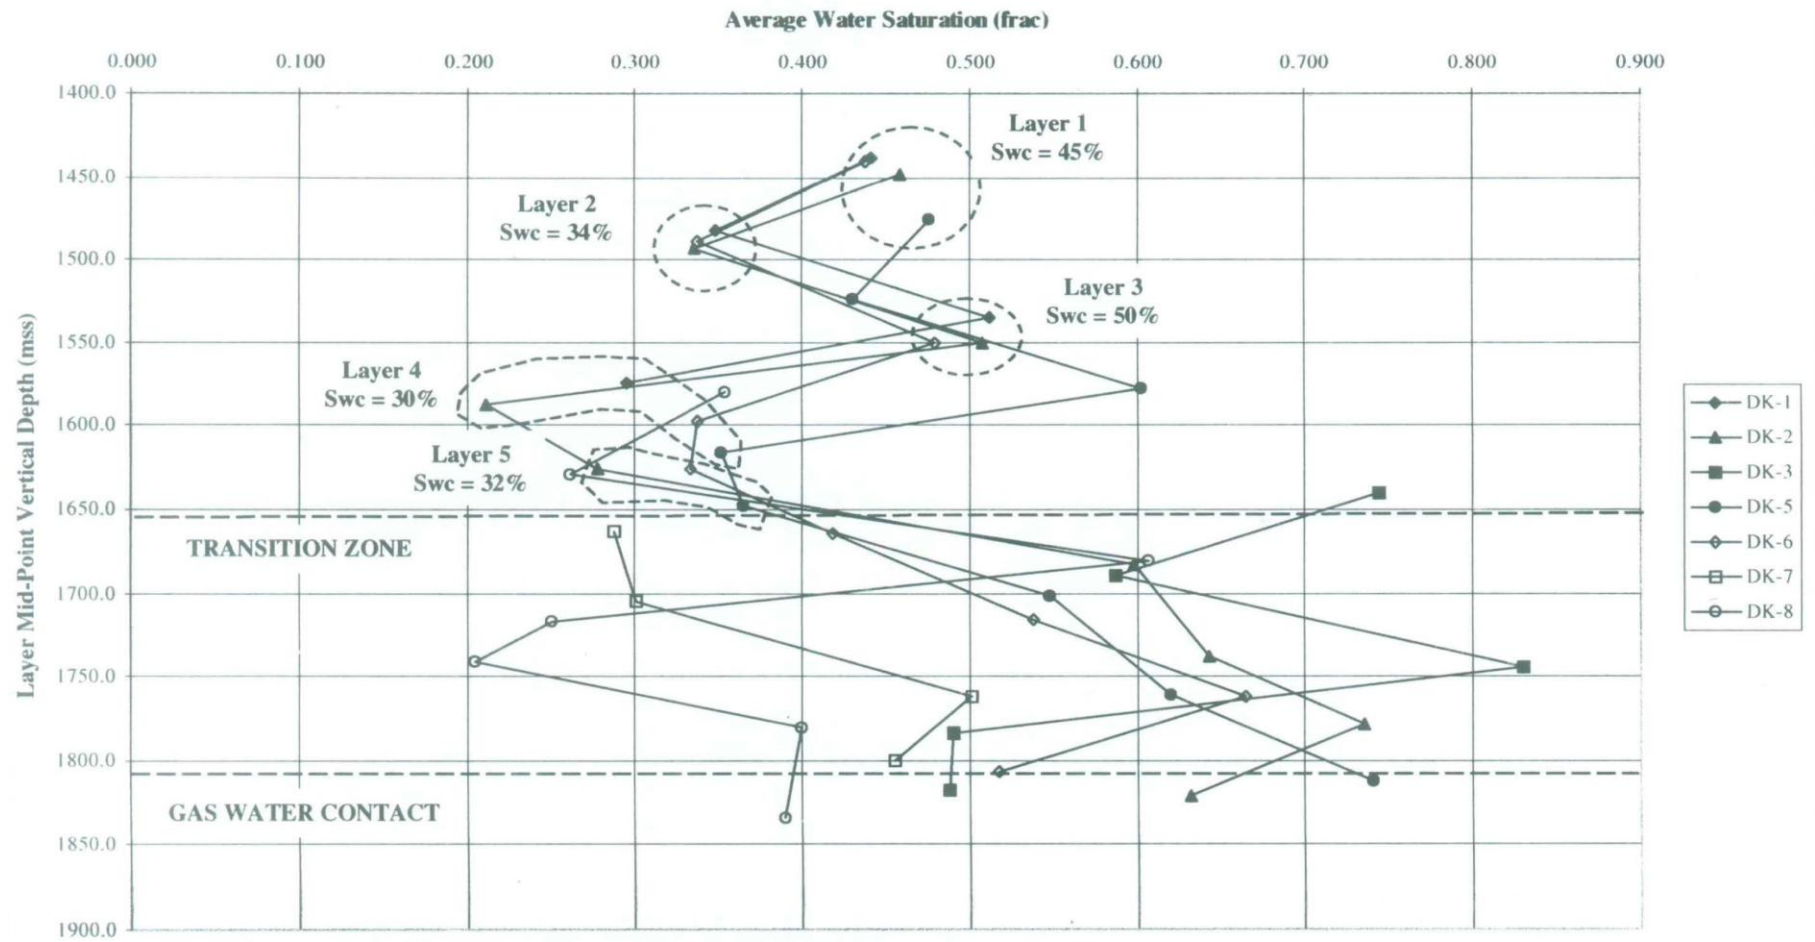 Average Water Saturation (frac)
0.000 0.100 0.200 0.300 0.400 0.500 0.600 0.700 0.800 0.900
Layer Mid-Point Vertical Depth (mss)
1400.0
1450.0
1500.0
1550.0
1600.0
1650.0
1700.0
1750.0
1800.0
1850.0
1900.0
Layer 1
Swc = 45%
Layer 2
Swc = 34%
Layer 3
Swc = 50%
Layer 4
Swc = 30%
Layer 5
Swc = 32%
TRANSITION ZONE
GAS WATER CONTACT
DK-1
DK-2
DK-3
DK-5
DK-6
DK-7
DK-8